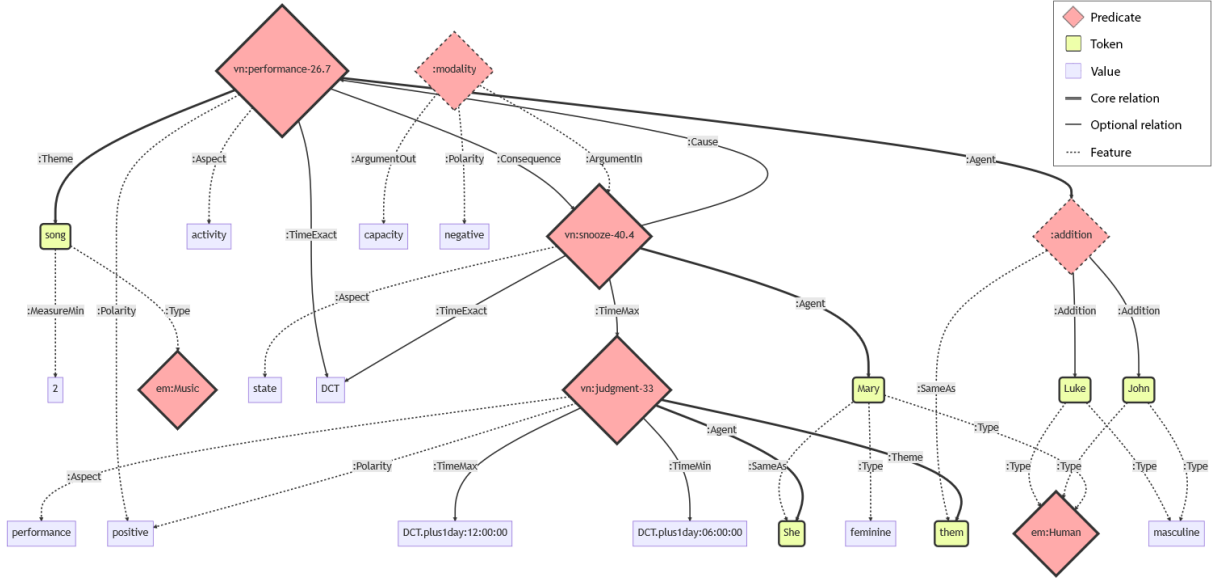 Predicate
Token
Value
Core relation
Optional relation
Feature
vn:performance-26.7
:modality
:Theme
:Aspect
:ArgumentOut
:Polarity
:Consequence
:ArgumentIn
:Cause
:Agent
song
activity
:TimeExact
capacity
negative
vn:snooze-40.4
:addition
:MeasureMin
:Polarity
:Type
:Aspect
:TimeExact
:TimeMax
:Agent
:Addition
:Addition
2
em:Music
state
DCT
vn:judgment-33
Mary
:SameAs
Luke
John
:Agent
:Type
:Aspect
:Polarity
:TimeMax
:TimeMin
:SameAs
:Type
:Theme
:Type
:Type
:Type
:Type
performance
positive
DCT.plus1day:12:00:00
DCT.plus1day:06:00:00
She
feminine
them
em:Human
masculine